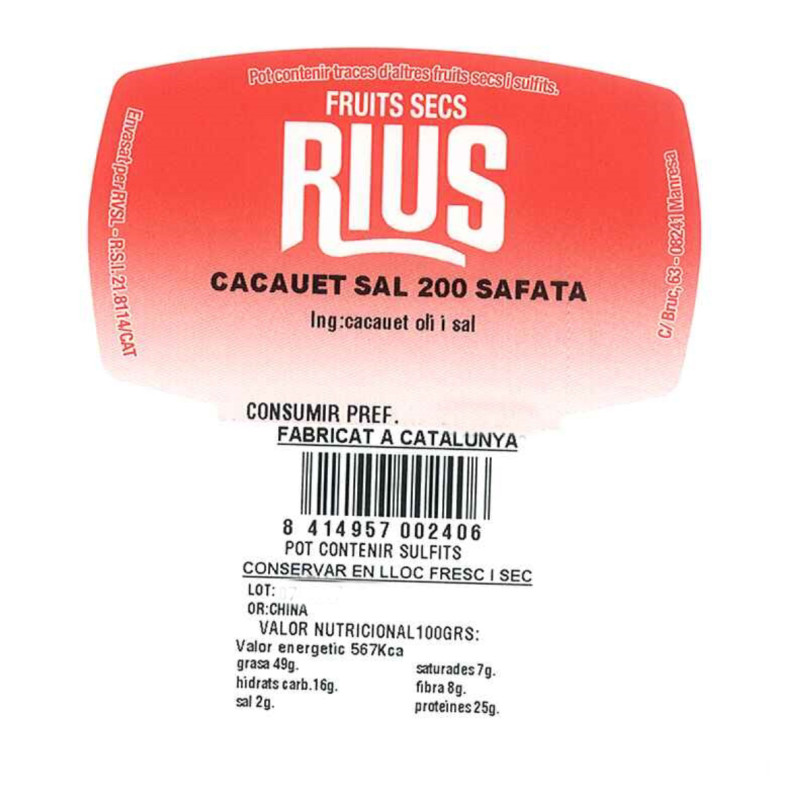 Pot contenir traces d'altres fruits secs i sulfits.
FRUITS SECS
RIUS
Envasat per RVSL - R.S.I. 21.8114/CAT
C/ Bruc, 63 - 08241 Manresa
CACAUET SAL 200 SAFATA
Ing:cacauet oli i sal
CONSUMIR PREF.
FABRICAT A CATALUNYA
8 414957 002406
POT CONTENIR SULFITS
CONSERVAR EN LLOC FRESC I SEC
LOT:
OR:CHINA
VALOR NUTRICIONAL100GRS:
Valor energetic 567Kca
grasa 49g. saturades 7g.
hidrats carb.16g. fibra 8g.
sal 2g. proteines 25g.